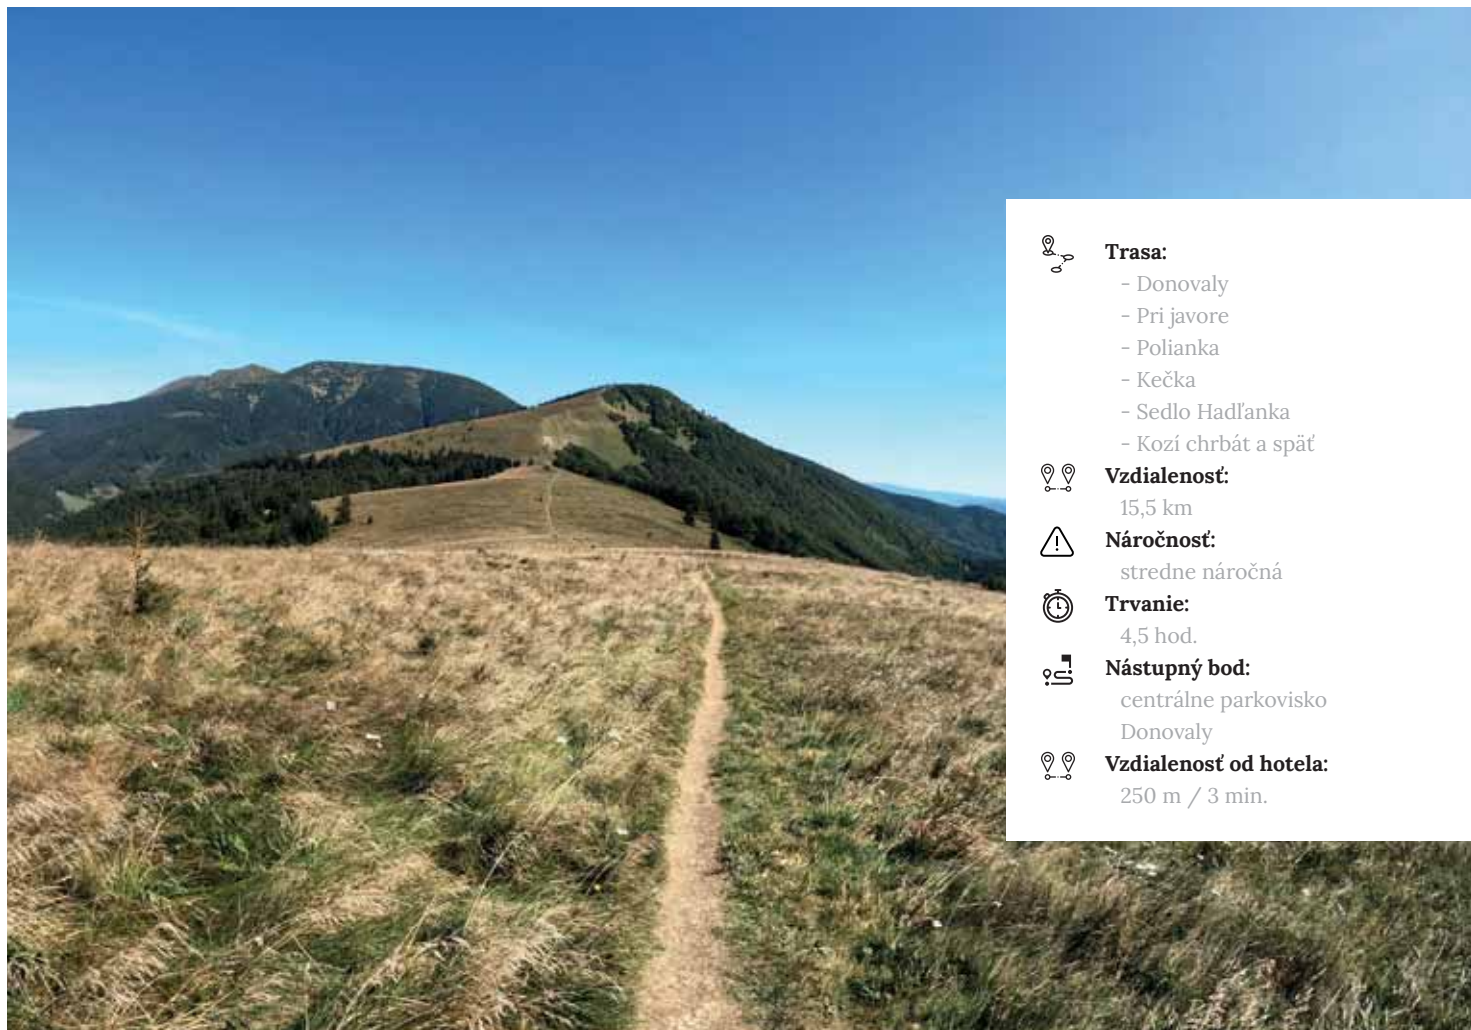 Trasa:
- Donovaly
- Pri javore
- Polianka
- Kečka
- Sedlo Hadľanka
- Kozí chrbát a späť
Vzdialenosť:
15,5 km
Náročnosť:
stredne náročná
Trvanie:
4,5 hod.
Nástupný bod:
centrálne parkovisko
Donovaly
Vzdialenosť od hotela:
250 m / 3 min.